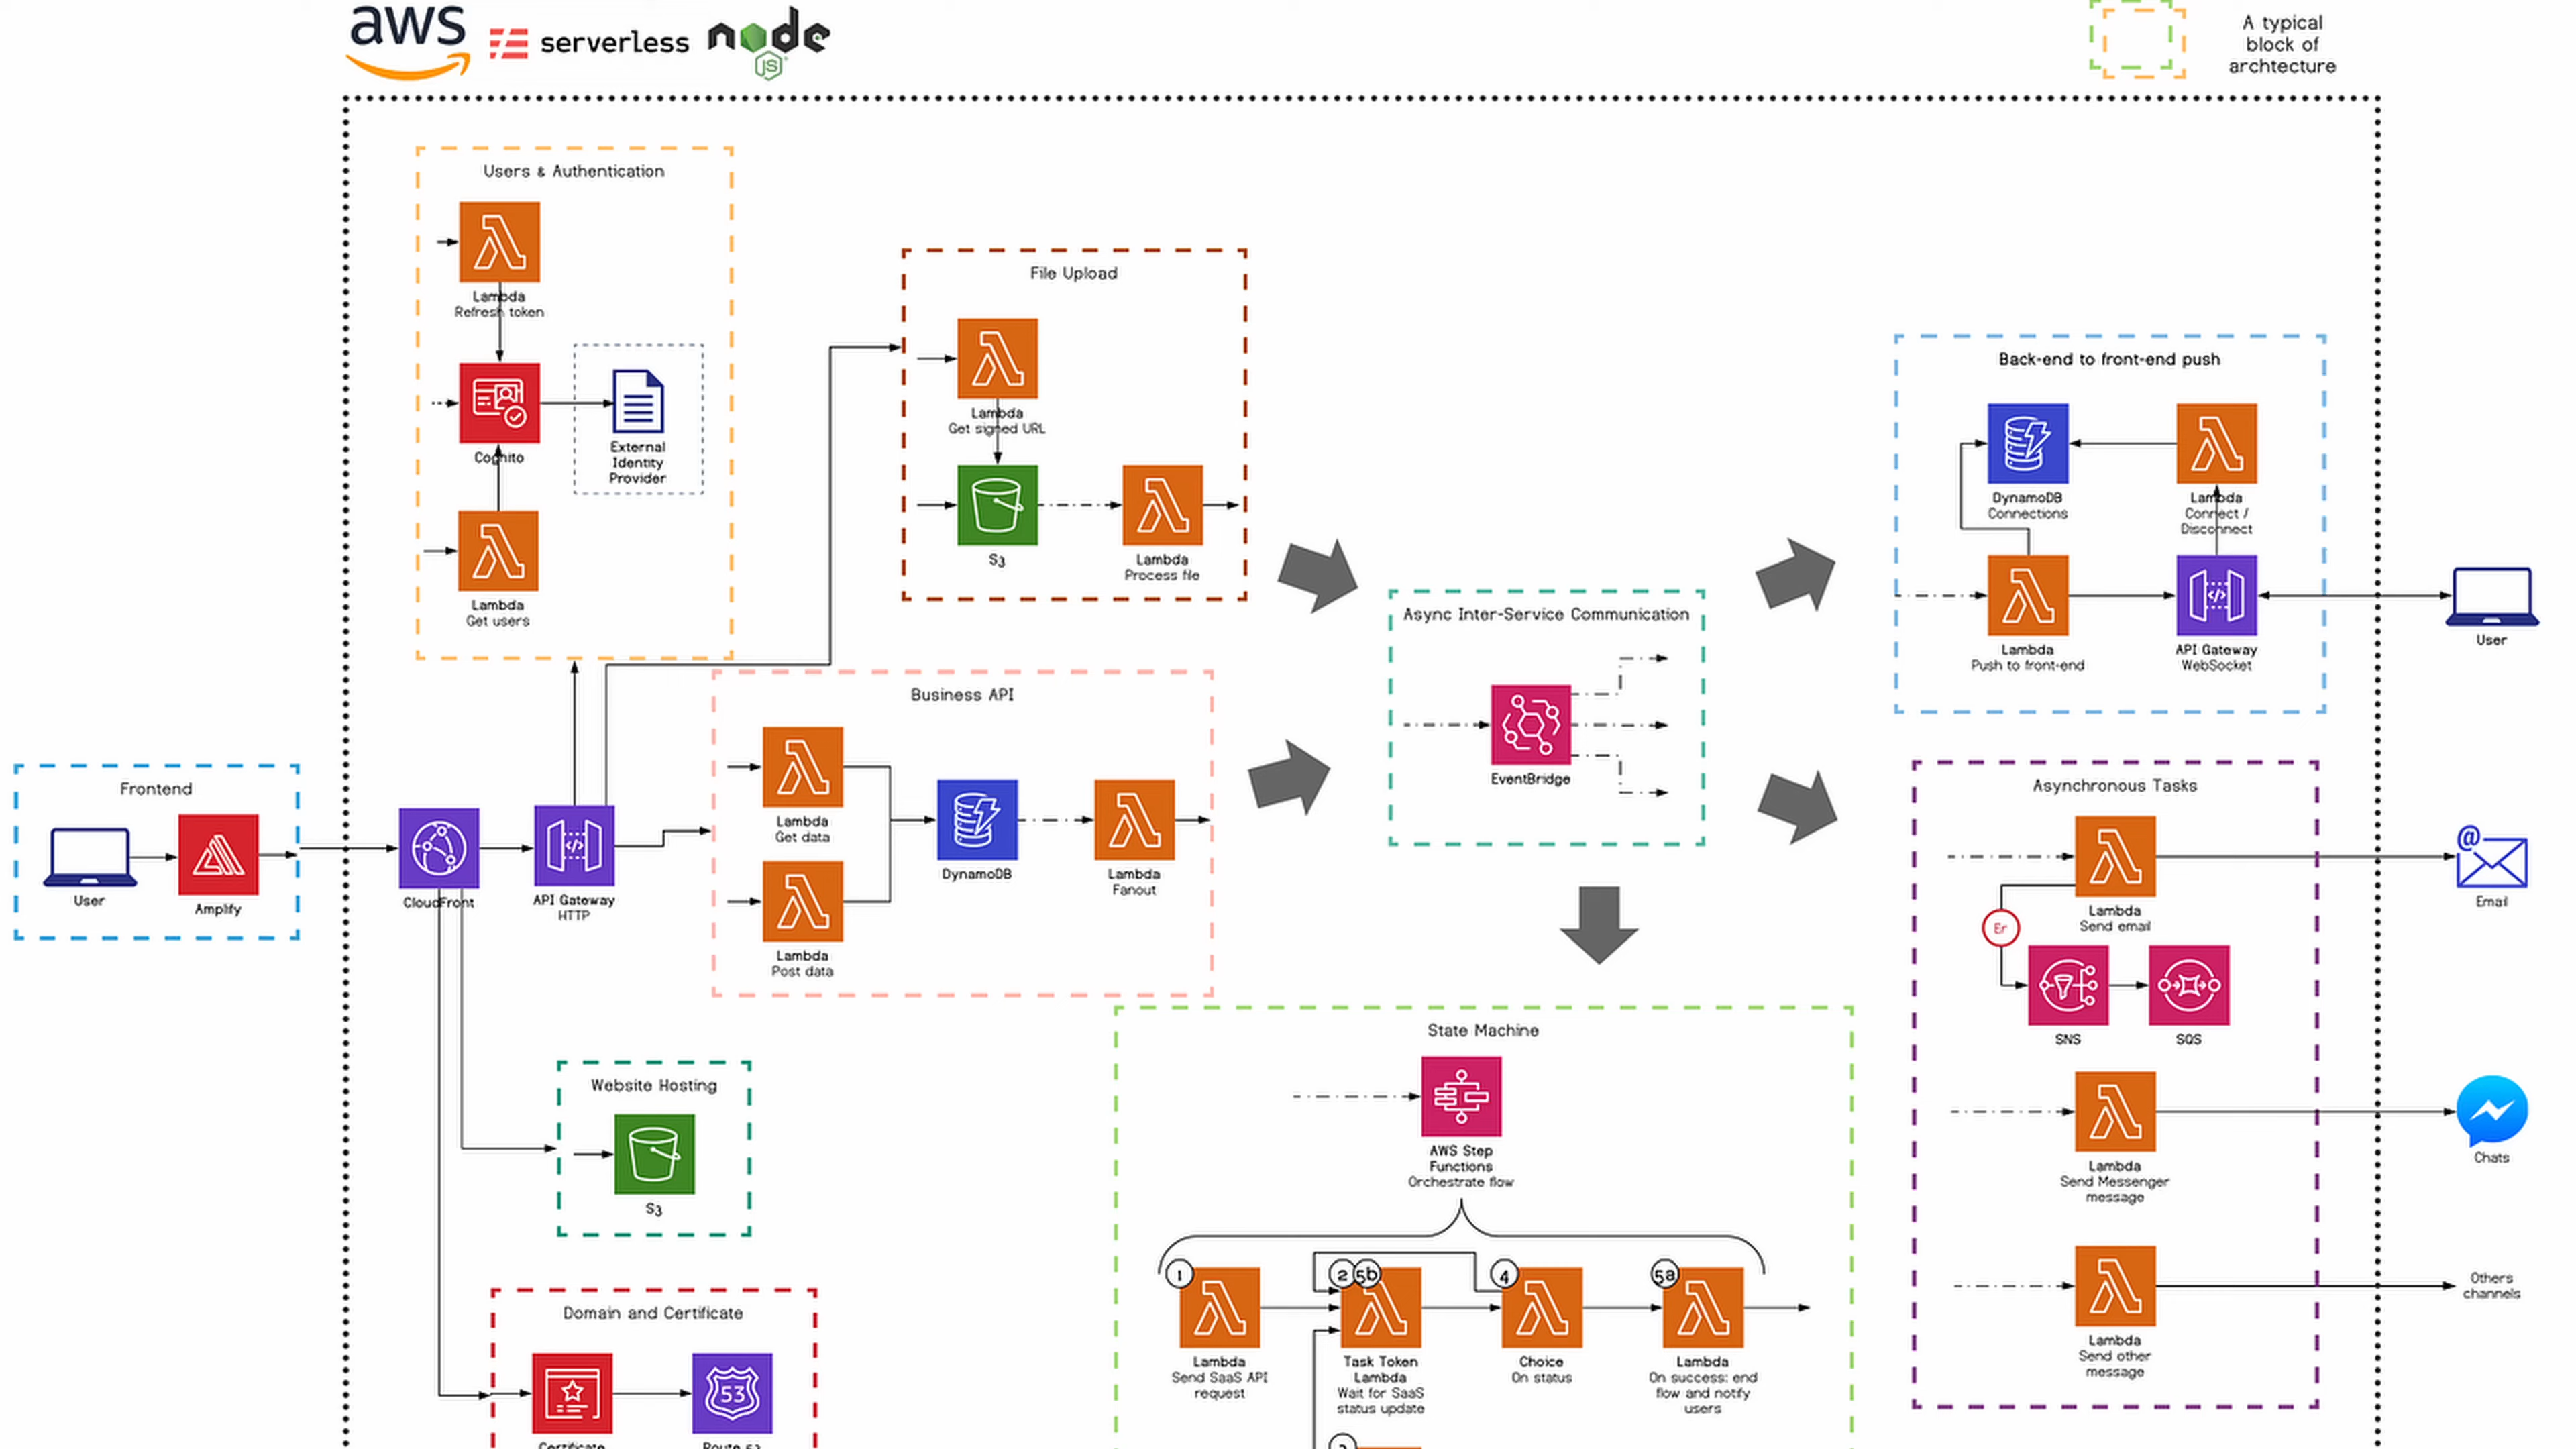 aws
serverless
node
JS
A typical
block of
archtecture
Users & Authentication
Lambda
Refresh token
Cognito
External
Identity
Provider
Lambda
Get users
File Upload
Lambda
Get signed URL
S3
Lambda
Process file
Back-end to front-end push
DynamoDB
Connections
Lambda
Connect /
Disconnect
Lambda
Push to front-end
API Gateway
WebSocket
User
Async Inter-Service Communication
EventBridge
Business API
Lambda
Get data
DynamoDB
Lambda
Fanout
Lambda
Post data
Frontend
User
Amplify
CloudFront
API Gateway
HTTP
Asynchronous Tasks
Lambda
Send email
Er
SNS
SQS
@
Email
Lambda
Send Messenger
message
Chats
Lambda
Send other
message
Others
channels
Website Hosting
S3
State Machine
AWS Step
Functions
Orchestrate flow
1
2
5b
4
5a
Lambda
Send SaaS API
request
Task Token
Lambda
Wait for SaaS
status update
Choice
On status
Lambda
On success: end
flow and notify
users
Domain and Certificate
53
Certificate
Route 53